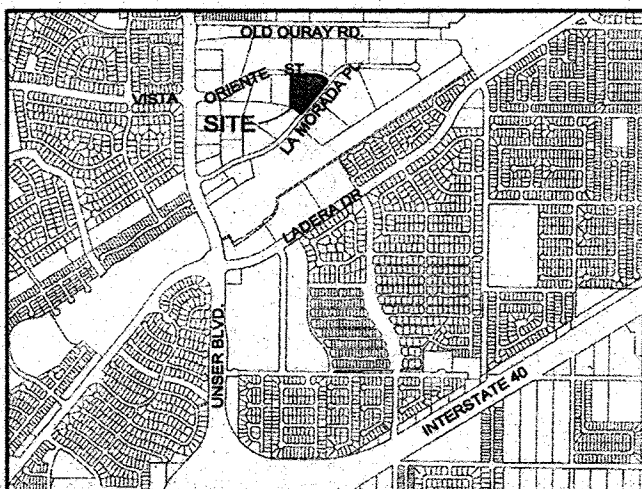 OLD OURAY RD.
VISTA ORIENTE ST.
SITE
LA MORADA PL.
LADERA DR
UNSER BLVD.
INTERSTATE 40